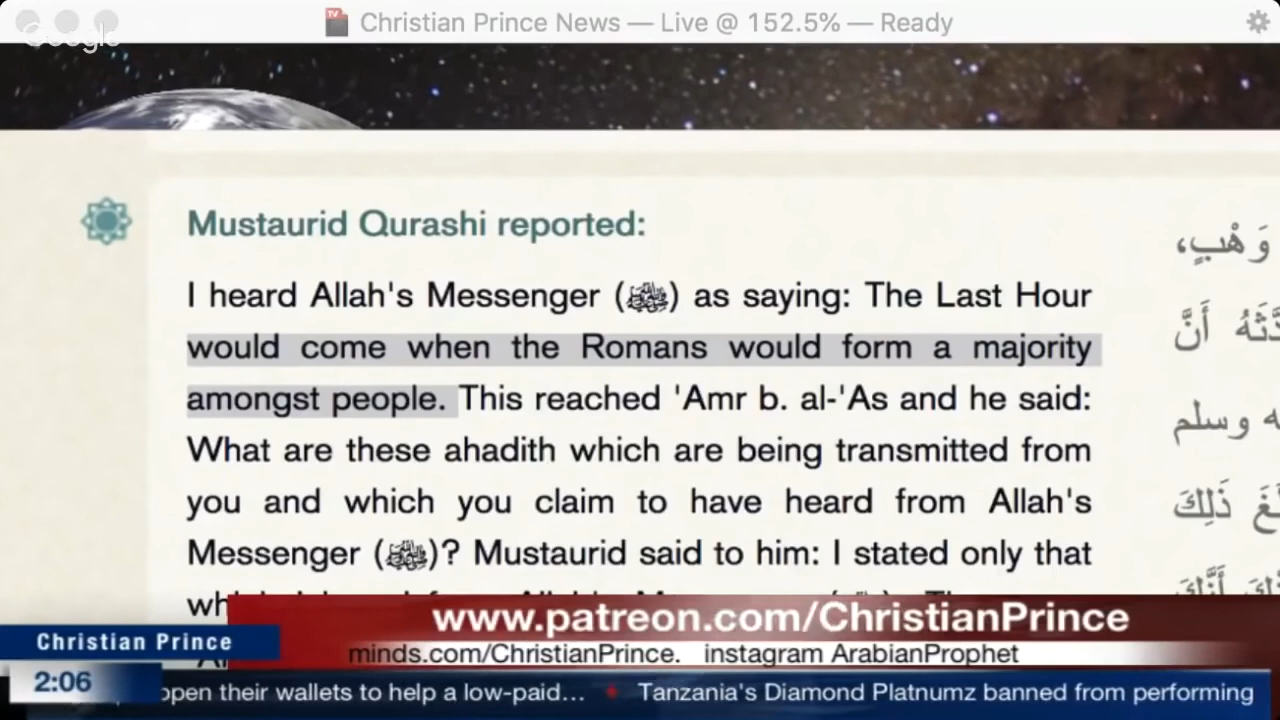 Christian Prince News — Live @ 152.5% — Ready
Google
Mustaurid Qurashi reported:
I heard Allah's Messenger (ﷺ) as saying: The Last Hour
would come when the Romans would form a majority
amongst people. This reached 'Amr b. al-'As and he said:
What are these ahadith which are being transmitted from
you and which you claim to have heard from Allah's
Messenger (ﷺ)? Mustaurid said to him: I stated only that
وَهْبٍ،
أَنَّ
وسلم
ذَلِكَ
www.patreon.com/ChristianPrince
Christian Prince
minds.com/ChristianPrince. instagram ArabianProphet
2:06
open their wallets to help a low-paid... Tanzania's Diamond Platnumz banned from performing